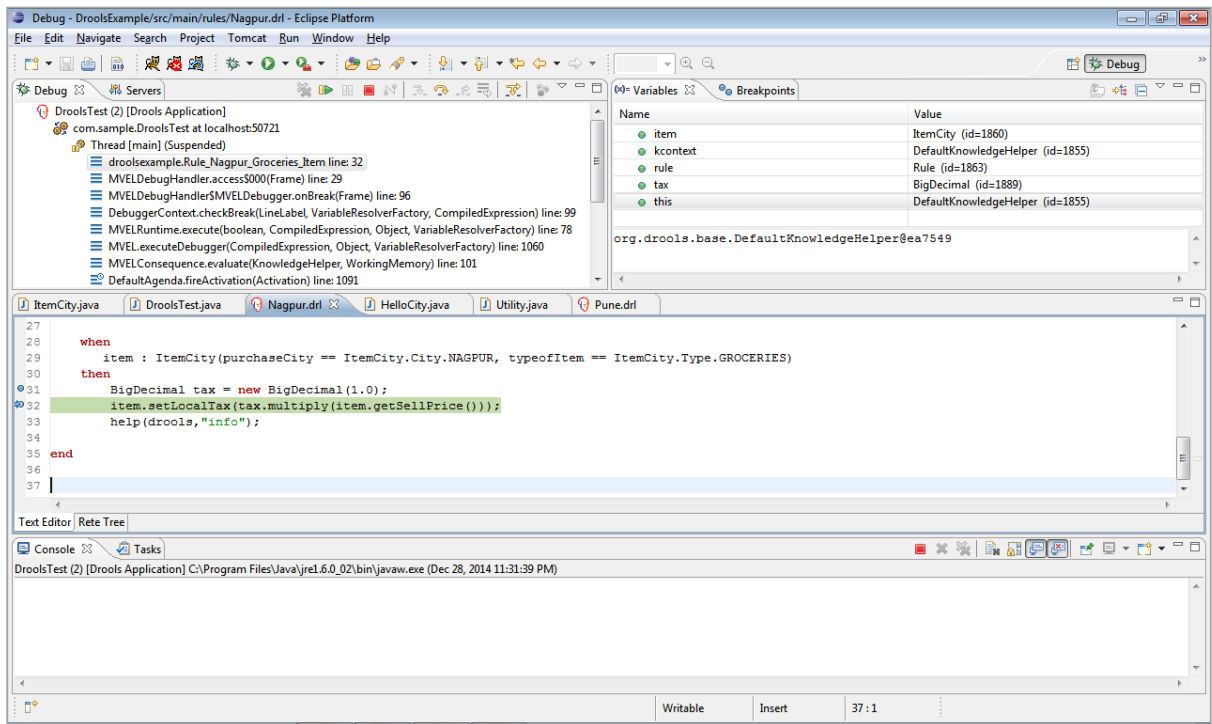 Debug - DroolsExample/src/main/rules/Nagpur.drl - Eclipse Platform
File Edit Navigate Search Project Tomcat Run Window Help
Debug
Debug Servers
DroolsTest (2) [Drools Application]
com.sample.DroolsTest at localhost:50721
Thread [main] (Suspended)
droolsexample.Rule_Nagpur_Groceries_Item line: 32
MVELDebugHandler.access$000(Frame) line: 29
MVELDebugHandler$MVELDebugger.onBreak(Frame) line: 96
DebuggerContext.checkBreak(LineLabel, VariableResolverFactory, CompiledExpression) line: 99
MVELRuntime.execute(boolean, CompiledExpression, Object, VariableResolverFactory) line: 78
MVEL.executeDebugger(CompiledExpression, Object, VariableResolverFactory) line: 1060
MVELConsequence.evaluate(KnowledgeHelper, WorkingMemory) line: 101
DefaultAgenda.fireActivation(Activation) line: 1091
(x)= Variables Breakpoints
Name Value
item ItemCity (id=1860)
kcontext DefaultKnowledgeHelper (id=1855)
rule Rule (id=1863)
tax BigDecimal (id=1889)
this DefaultKnowledgeHelper (id=1855)
org.drools.base.DefaultKnowledgeHelper@ea7549
ItemCity.java DroolsTest.java Nagpur.drl HelloCity.java Utility.java Pune.drl
27
28 when
29 item : ItemCity(purchaseCity == ItemCity.City.NAGPUR, typeofItem == ItemCity.Type.GROCERIES)
30 then
31 BigDecimal tax = new BigDecimal(1.0);
32 item.setLocalTax(tax.multiply(item.getSellPrice()));
33 help(drools,"info");
34
35 end
36
37
Text Editor Rete Tree
Console Tasks
DroolsTest (2) [Drools Application] C:\Program Files\Java\jre1.6.0_02\bin\javaw.exe (Dec 28, 2014 11:31:39 PM)
Writable Insert 37 : 1